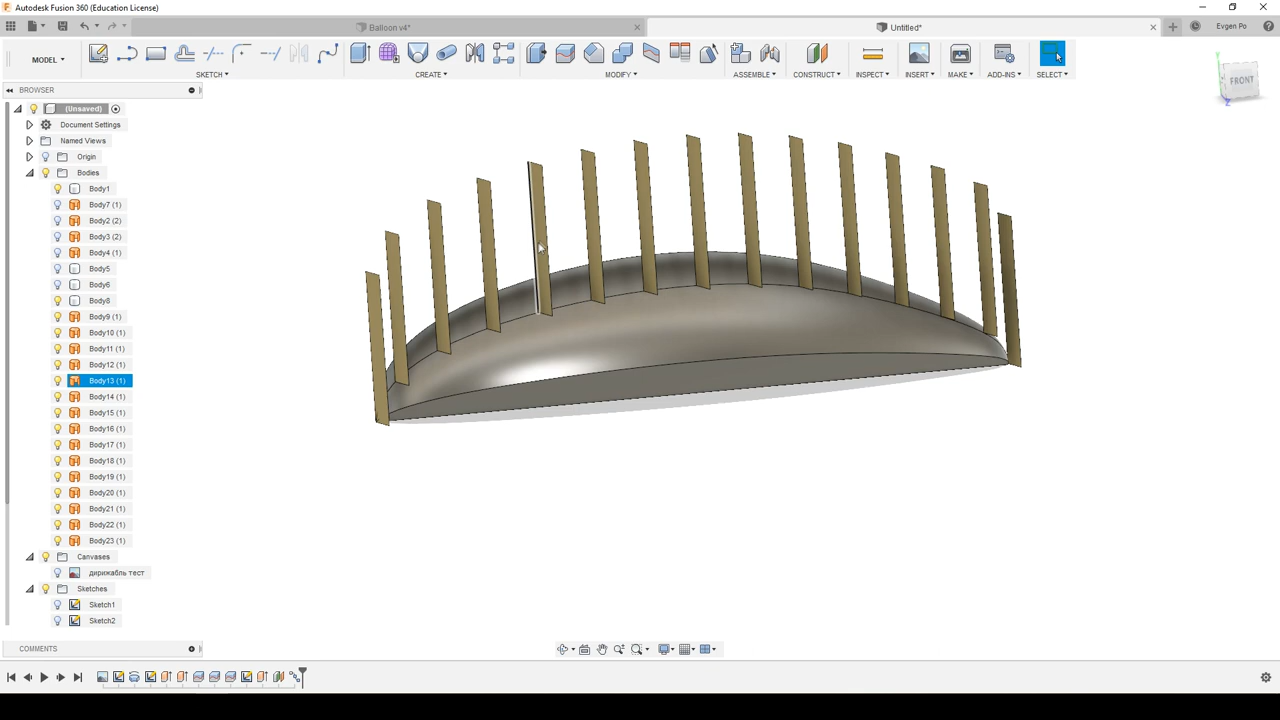 Autodesk Fusion 360 (Education License)
Balloon v4*
Untitled*
Evgen Po
MODEL
SKETCH
CREATE
MODIFY
ASSEMBLE
CONSTRUCT
INSPECT
INSERT
MAKE
ADD-INS
SELECT
BROWSER
FRONT
Y
Z
(Unsaved)
Document Settings
Named Views
Origin
Bodies
Body1
Body7 (1)
Body2 (2)
Body3 (2)
Body4 (1)
Body5
Body6
Body8
Body9 (1)
Body10 (1)
Body11 (1)
Body12 (1)
Body13 (1)
Body14 (1)
Body15 (1)
Body16 (1)
Body17 (1)
Body18 (1)
Body19 (1)
Body20 (1)
Body21 (1)
Body22 (1)
Body23 (1)
Canvases
дирижабль тест
Sketches
Sketch1
Sketch2
COMMENTS